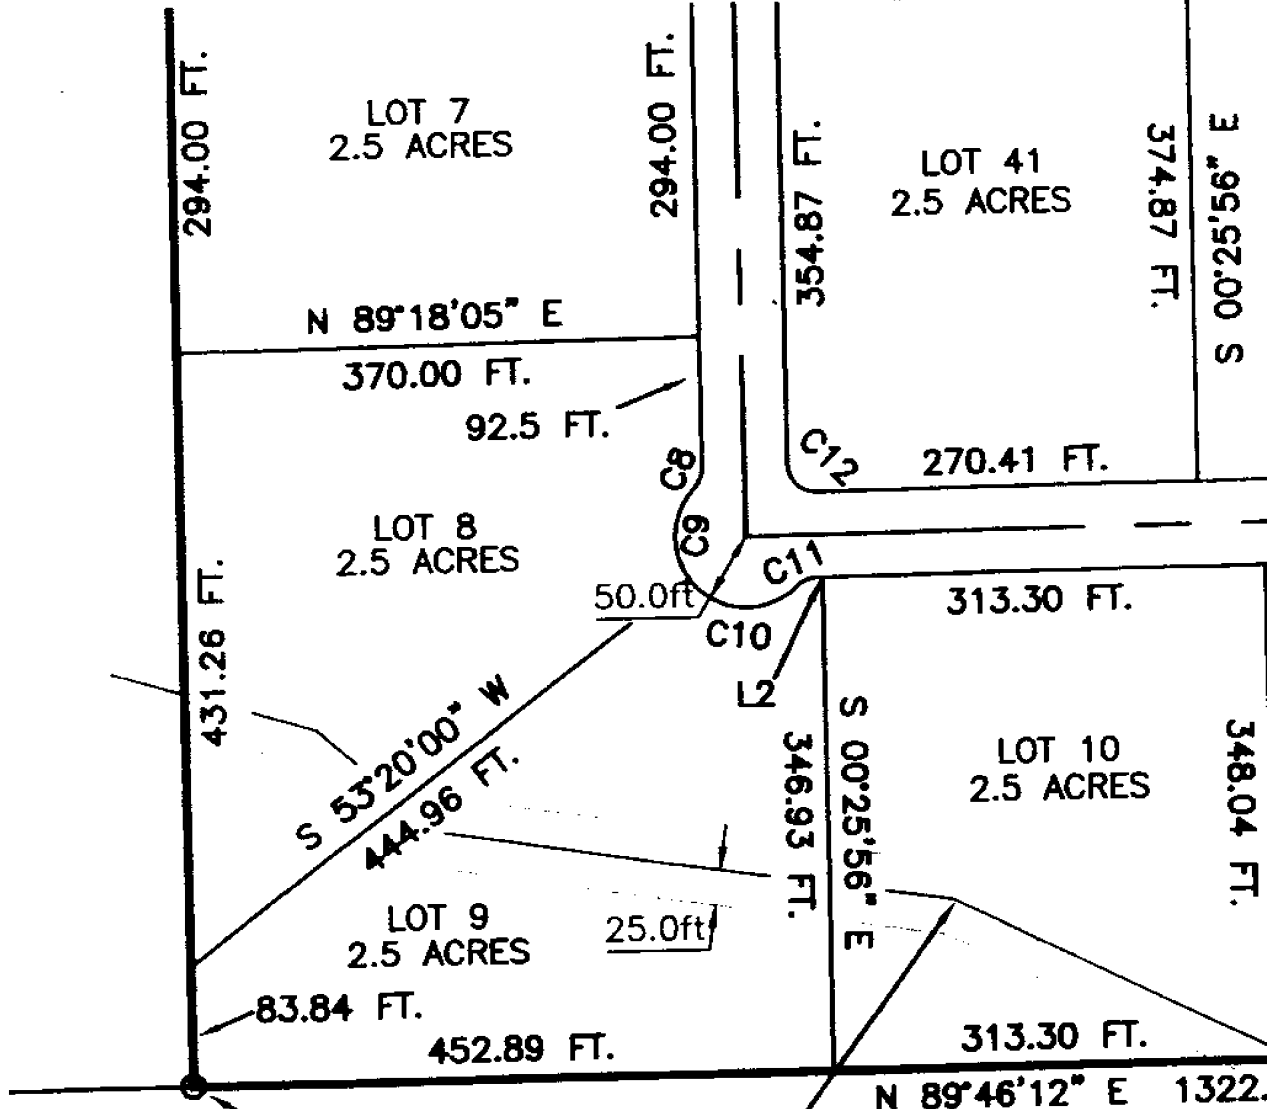 294.00 FT.
LOT 7
2.5 ACRES
294.00 FT.
354.87 FT.
LOT 41
2.5 ACRES
374.87 FT.
S 00°25'56" E
N 89°18'05" E
370.00 FT.
92.5 FT.
C8
C12
270.41 FT.
LOT 8
2.5 ACRES
C9
C11
50.0ft
C10
313.30 FT.
431.26 FT.
L2
S 53°20'00" W
444.96 FT.
346.93 FT.
S 00°25'56" E
LOT 10
2.5 ACRES
348.04 FT.
LOT 9
2.5 ACRES
25.0ft
83.84 FT.
452.89 FT.
313.30 FT.
N 89°46'12" E 1322.